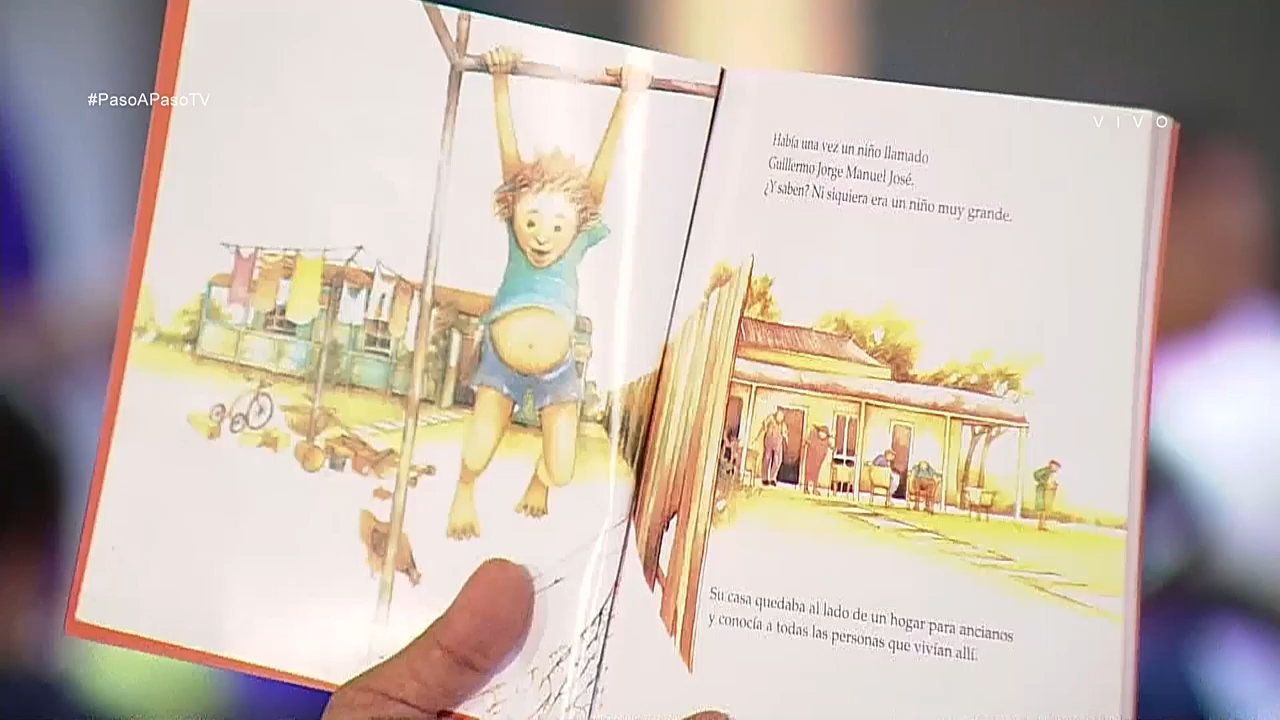 #PasoAPasoTV
VIVO
Había una vez un niño llamado
Guillermo Jorge Manuel José.
¿Y saben? Ni siquiera era un niño muy grande.
Su casa quedaba al lado de un hogar para ancianos
y conocía a todas las personas que vivían allí.